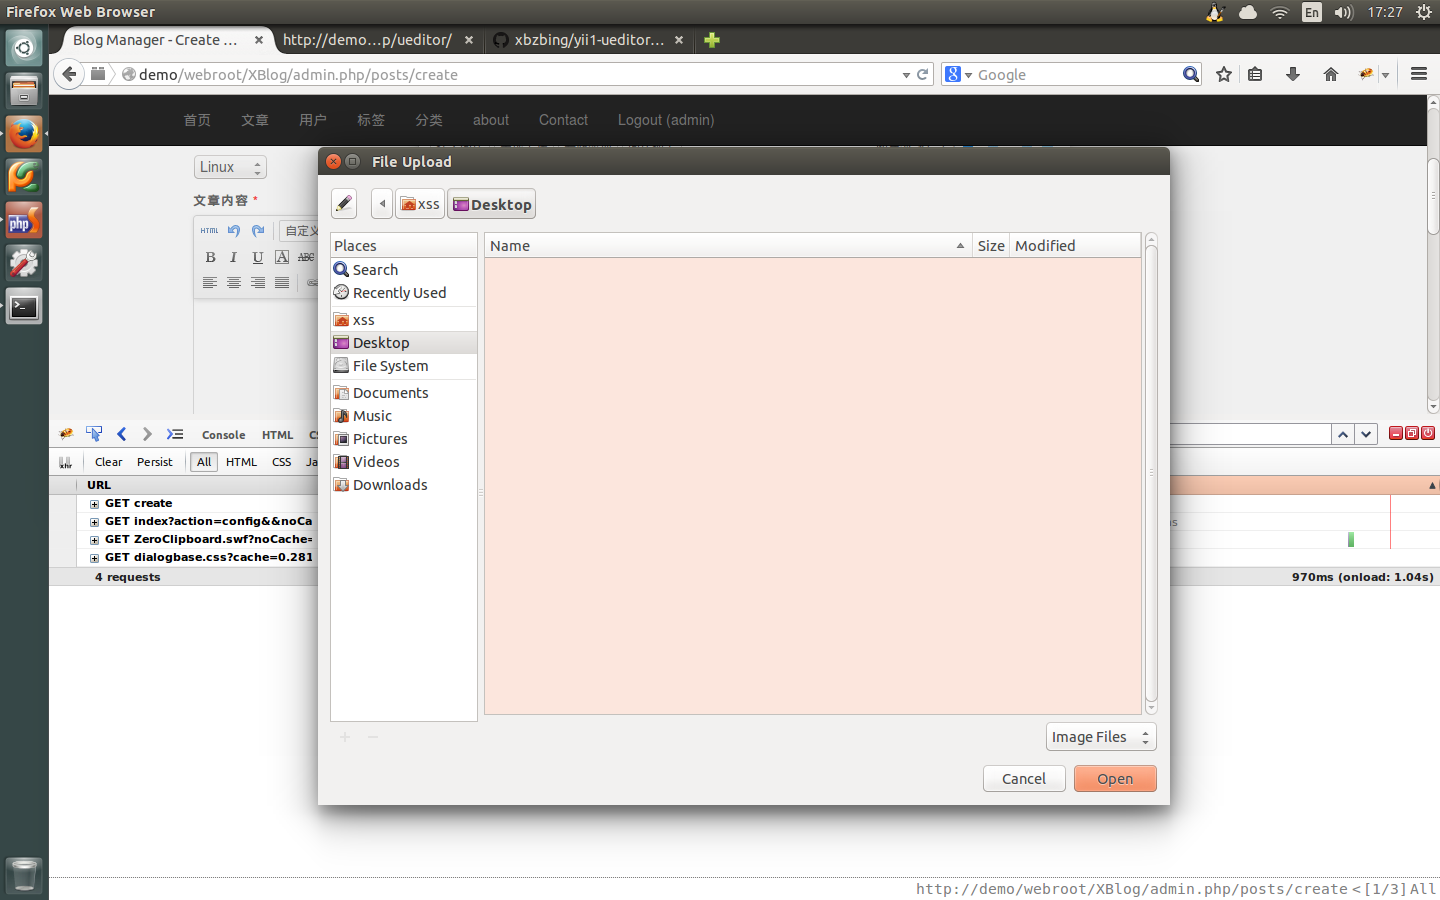 Firefox Web Browser
En
17:27
Blog Manager - Create ...
http://demo...p/ueditor/
xbzbing/yii1-ueditor...
demo/webroot/XBlog/admin.php/posts/create
Google
首页 文章 用户 标签 分类 about Contact Logout (admin)
Linux
文章内容 *
HTML
自定义
B I U A ABC
File Upload
xss
Desktop
Places
Name Size Modified
Search
Recently Used
xss
Desktop
File System
Documents
Music
Pictures
Videos
Downloads
Image Files
Cancel Open
Console HTML
xhr Clear Persist All HTML CSS
URL
GET create
GET index?action=config&&noCa
GET ZeroClipboard.swf?noCache=
GET dialogbase.css?cache=0.281
4 requests
970ms (onload: 1.04s)
php
http://demo/webroot/XBlog/admin.php/posts/create < [1/3] All